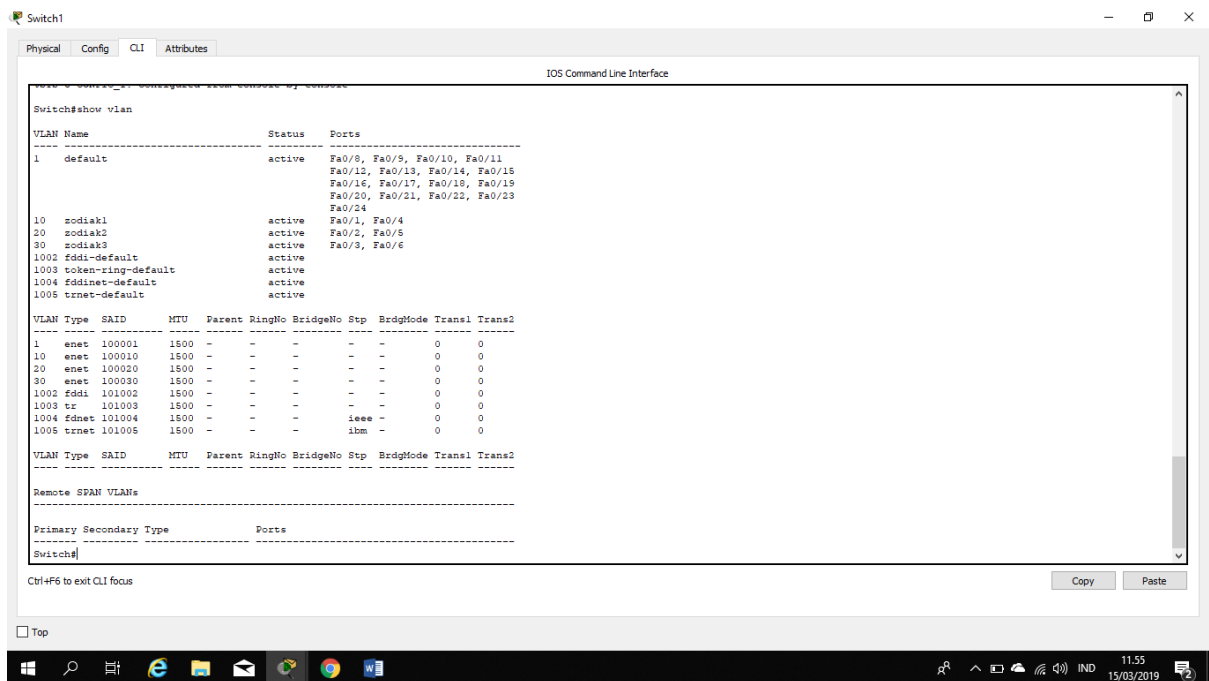 Switch1
Physical Config CLI Attributes
IOS Command Line Interface
Switch#show vlan
VLAN Name Status Ports
---- -------------------------------- --------- -------------------------------
1 default active Fa0/8, Fa0/9, Fa0/10, Fa0/11
Fa0/12, Fa0/13, Fa0/14, Fa0/15
Fa0/16, Fa0/17, Fa0/18, Fa0/19
Fa0/20, Fa0/21, Fa0/22, Fa0/23
Fa0/24
10 zodiak1 active Fa0/1, Fa0/4
20 zodiak2 active Fa0/2, Fa0/5
30 zodiak3 active Fa0/3, Fa0/6
1002 fddi-default active
1003 token-ring-default active
1004 fddinet-default active
1005 trnet-default active
VLAN Type SAID MTU Parent RingNo BridgeNo Stp BrdgMode Trans1 Trans2
---- ----- ---------- ----- ------ ------ -------- ---- -------- ------ ------
1 enet 100001 1500 - - - - - 0 0
10 enet 100010 1500 - - - - - 0 0
20 enet 100020 1500 - - - - - 0 0
30 enet 100030 1500 - - - - - 0 0
1002 fddi 101002 1500 - - - - - 0 0
1003 tr 101003 1500 - - - - - 0 0
1004 fdnet 101004 1500 - - - ieee - 0 0
1005 trnet 101005 1500 - - - ibm - 0 0
VLAN Type SAID MTU Parent RingNo BridgeNo Stp BrdgMode Trans1 Trans2
---- ----- ---------- ----- ------ ------ -------- ---- -------- ------ ------
Remote SPAN VLANs
------------------------------------------------------------------------------
Primary Secondary Type Ports
------- --------- ----------------- ------------------------------------------
Switch#
Ctrl+F6 to exit CLI focus
Copy Paste
Top
IND
11.55
15/03/2019
2